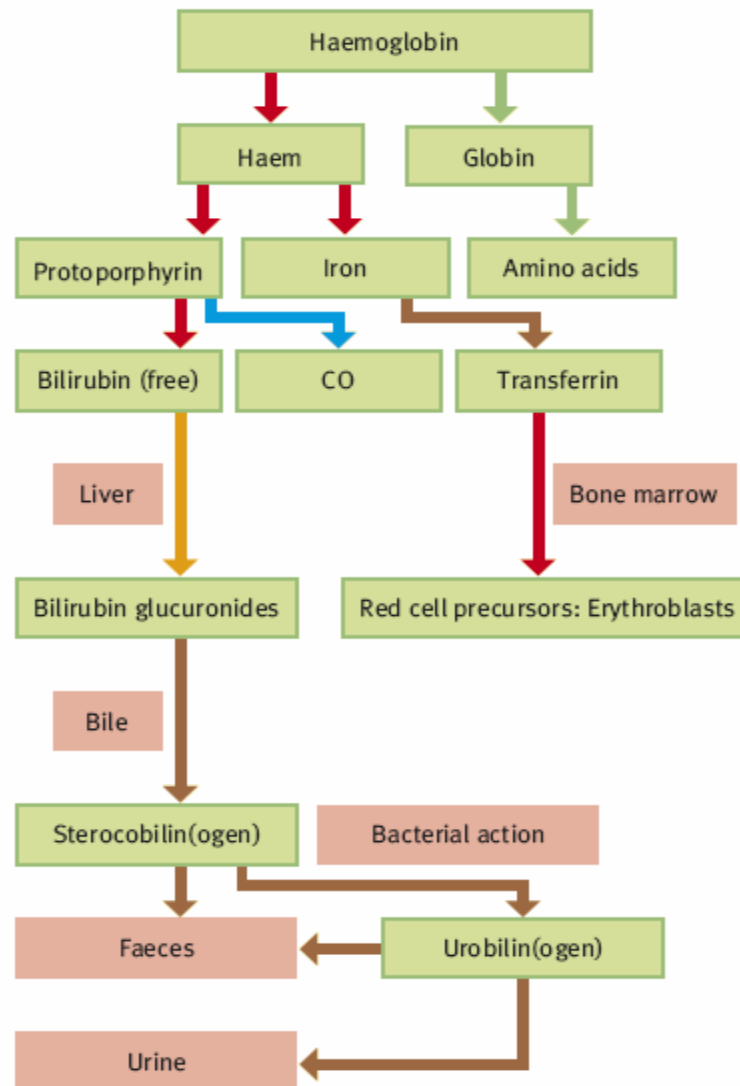 Haemoglobin
Haem
Globin
Protoporphyrin
Iron
Amino acids
Bilirubin (free)
CO
Transferrin
Liver
Bone marrow
Bilirubin glucuronides
Red cell precursors: Erythroblasts
Bile
Sterocobilin(ogen)
Bacterial action
Faeces
Urobilin(ogen)
Urine